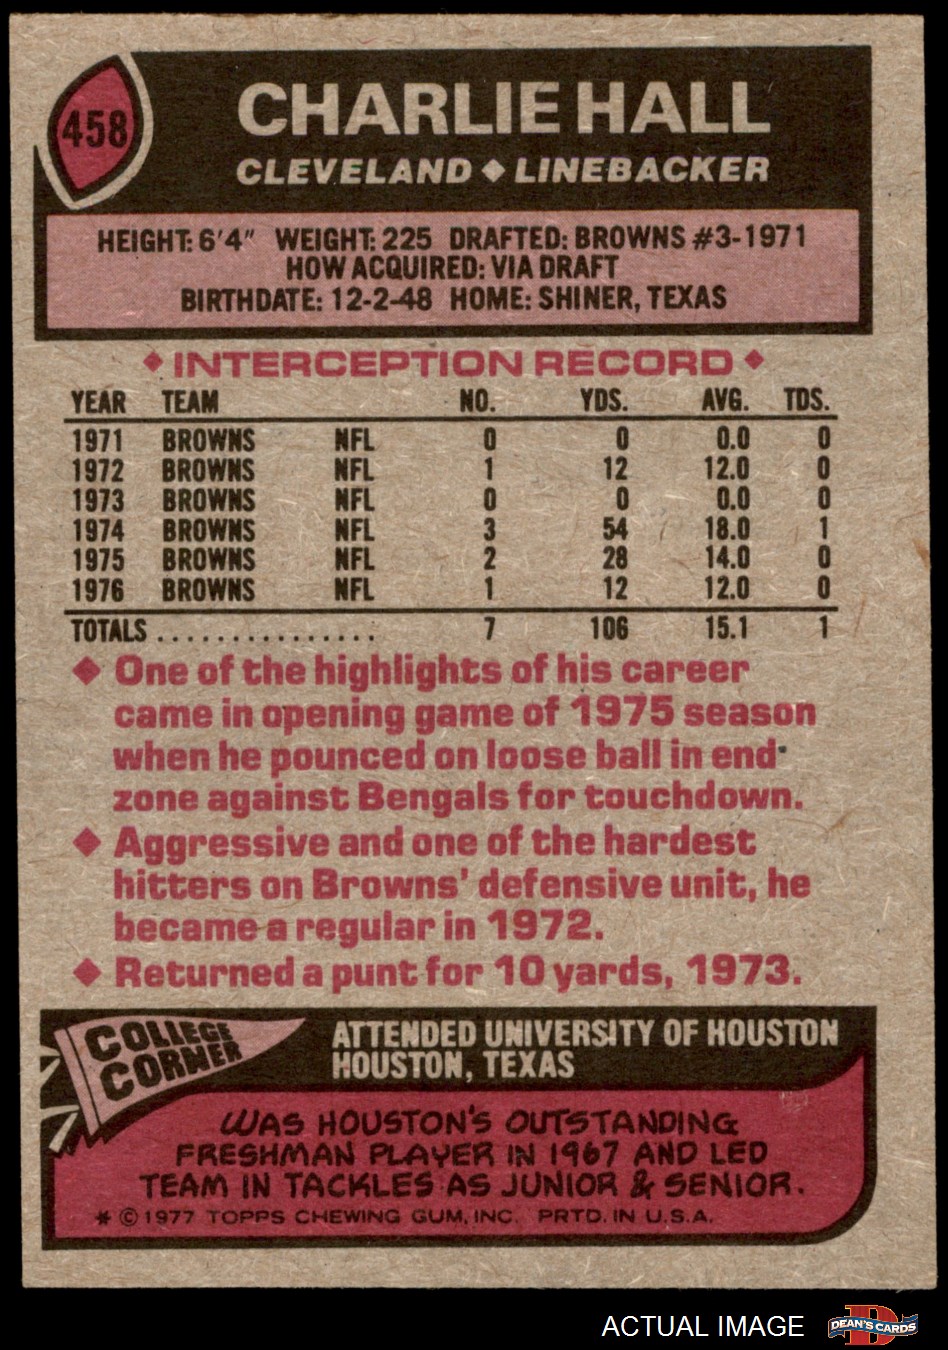 458
CHARLIE HALL
CLEVELAND ◆ LINEBACKER
HEIGHT: 6'4" WEIGHT: 225 DRAFTED: BROWNS #3-1971
HOW ACQUIRED: VIA DRAFT
BIRTHDATE: 12-2-48 HOME: SHINER, TEXAS
◆ INTERCEPTION RECORD ◆
YEAR TEAM NO. YDS. AVG. TDS.
1971 BROWNS NFL 0 0 0.0 0
1972 BROWNS NFL 1 12 12.0 0
1973 BROWNS NFL 0 0 0.0 0
1974 BROWNS NFL 3 54 18.0 1
1975 BROWNS NFL 2 28 14.0 0
1976 BROWNS NFL 1 12 12.0 0
TOTALS ................ 7 106 15.1 1
◆ One of the highlights of his career
came in opening game of 1975 season
when he pounced on loose ball in end
zone against Bengals for touchdown.
◆ Aggressive and one of the hardest
hitters on Browns' defensive unit, he
became a regular in 1972.
◆ Returned a punt for 10 yards, 1973.
COLLEGE
CORNER
ATTENDED UNIVERSITY OF HOUSTON
HOUSTON, TEXAS
WAS HOUSTON'S OUTSTANDING
FRESHMAN PLAYER IN 1967 AND LED
TEAM IN TACKLES AS JUNIOR & SENIOR.
* © 1977 TOPPS CHEWING GUM, INC. PRTD. IN U.S.A.
ACTUAL IMAGE
D
DEAN'S CARDS